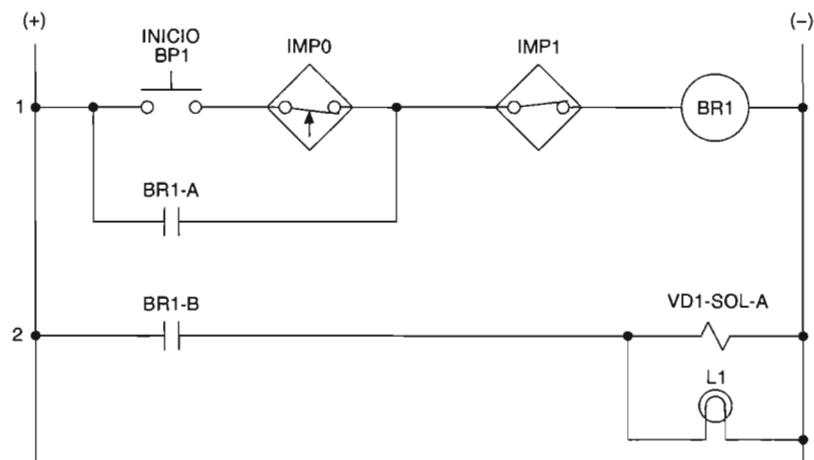 (+)
(−)
INICIO
BP1
IMP0
IMP1
1
BR1
BR1-A
BR1-B
VD1-SOL-A
2
L1